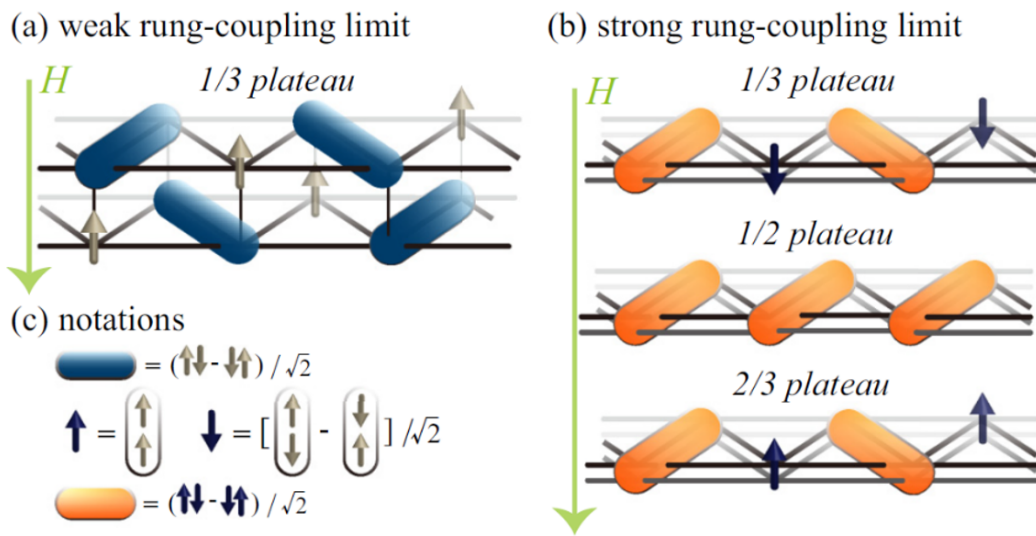 (a) weak rung-coupling limit
H
1/3 plateau
(c) notations
= (↑↓-↓↑) / √2
↑ = (↑↑) ↓ = [(↑↓) - (↓↑)] /√2
= (↑↓-↓↑) / √2
(b) strong rung-coupling limit
H
1/3 plateau
1/2 plateau
2/3 plateau